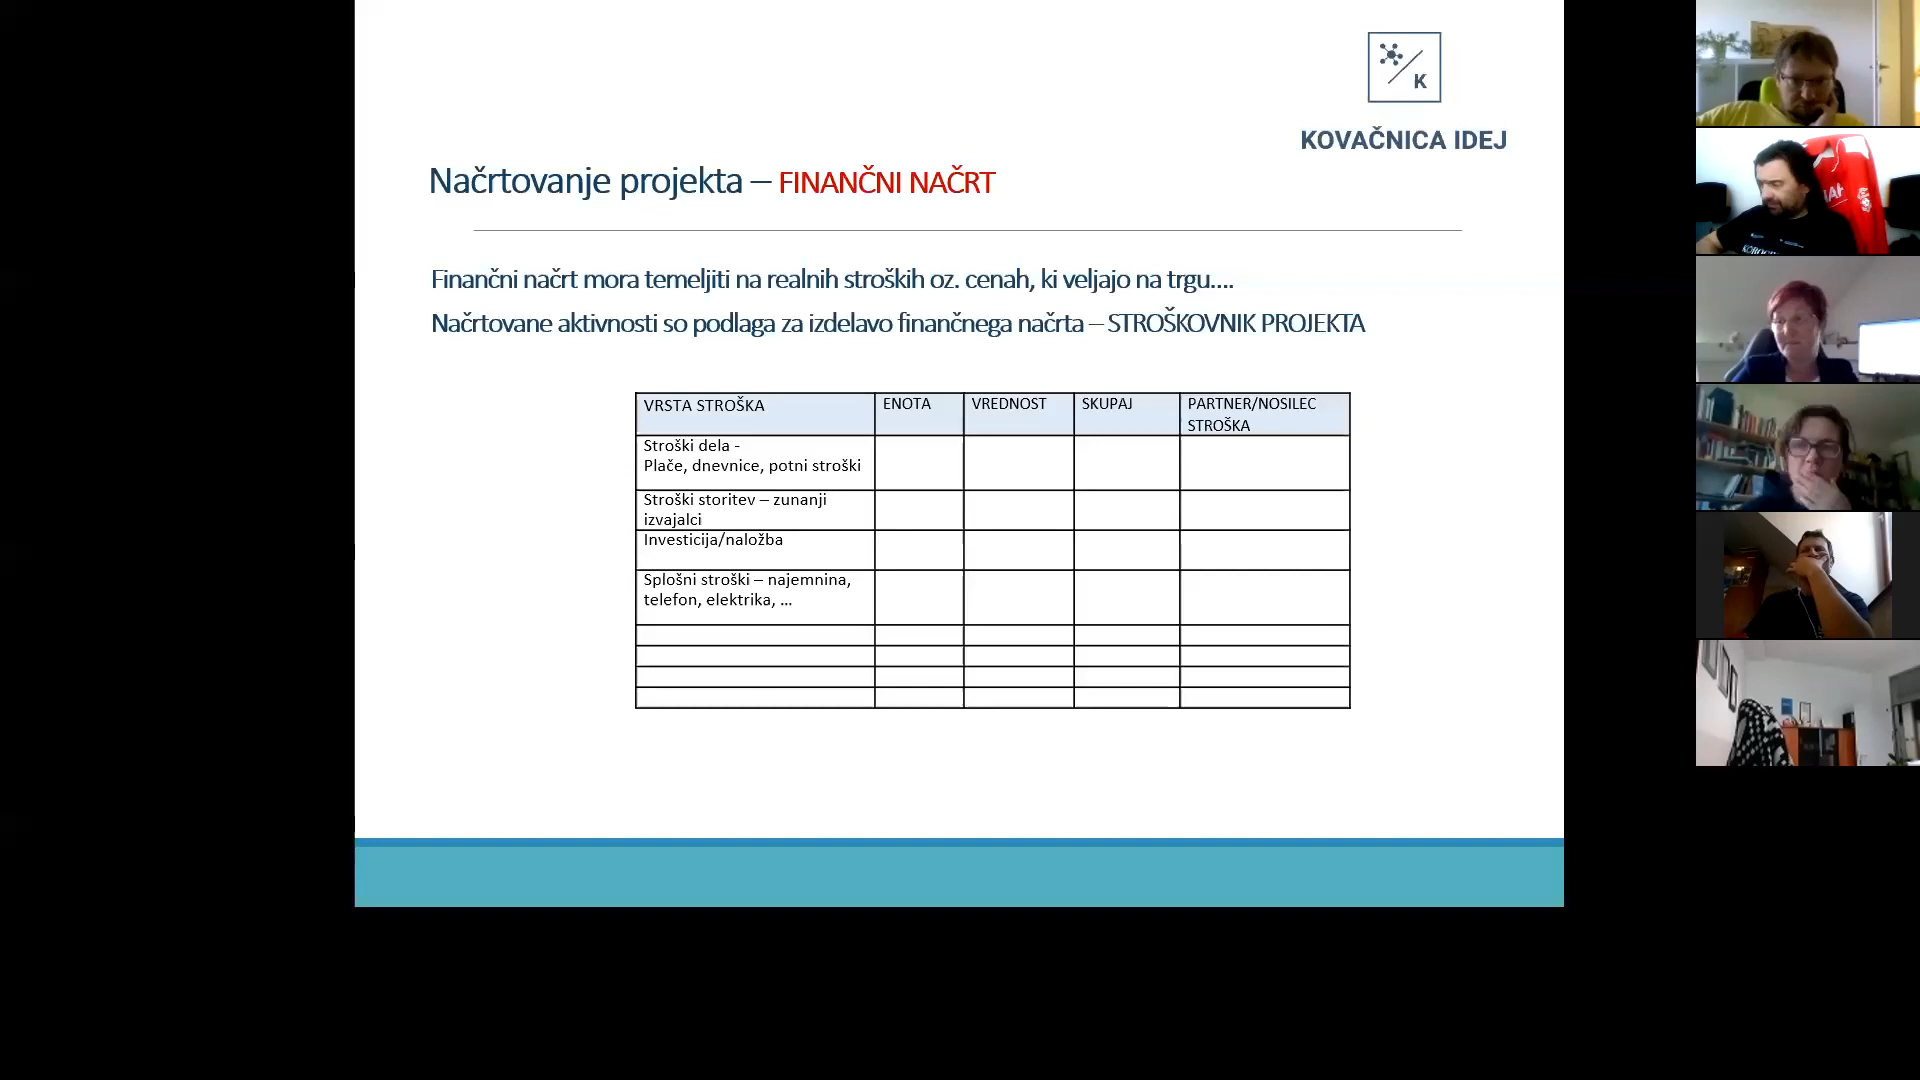 K
KOVAČNICA IDEJ
Načrtovanje projekta – FINANČNI NAČRT
Finančni načrt mora temeljiti na realnih stroških oz. cenah, ki veljajo na trgu....
Načrtovane aktivnosti so podlaga za izdelavo finančnega načrta – STROŠKOVNIK PROJEKTA
VRSTA STROŠKA ENOTA VREDNOST SKUPAJ PARTNER/NOSILEC
STROŠKA
Stroški dela -
Plače, dnevnice, potni stroški
Stroški storitev – zunanji
izvajalci
Investicija/naložba
Splošni stroški – najemnina,
telefon, elektrika, ...